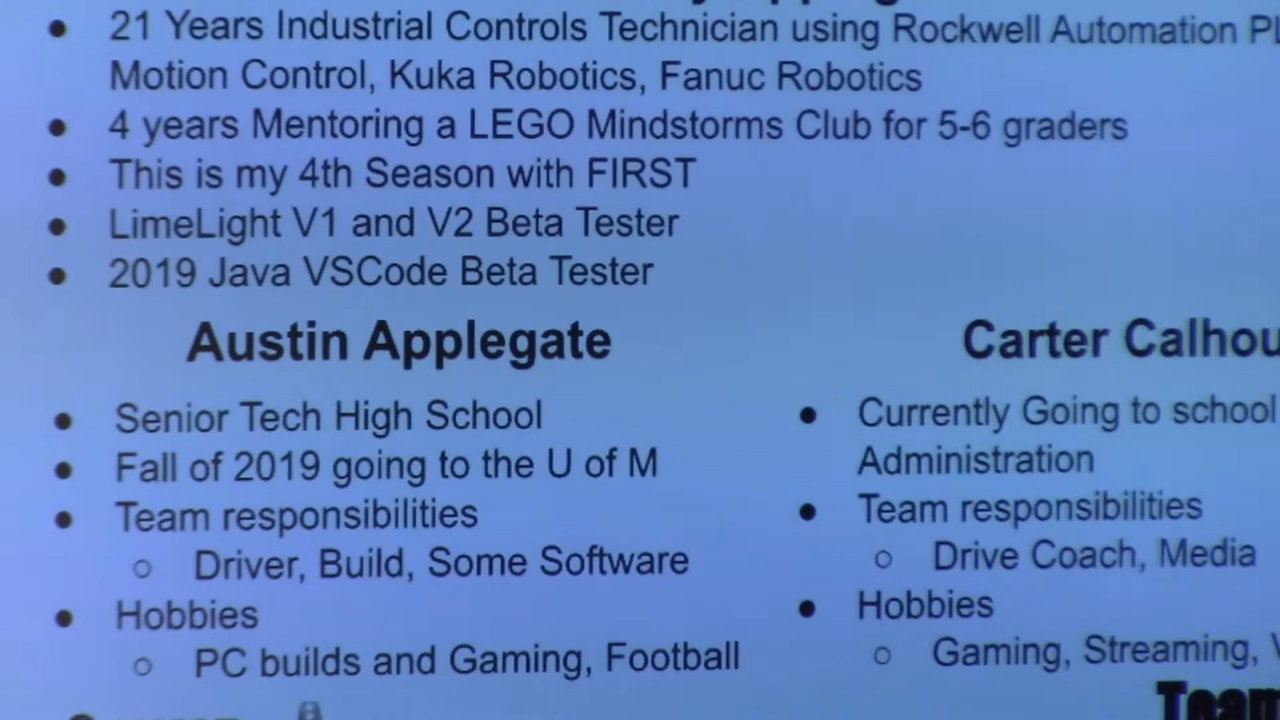 21 Years Industrial Controls Technician using Rockwell Automation
Motion Control, Kuka Robotics, Fanuc Robotics
4 years Mentoring a LEGO Mindstorms Club for 5-6 graders
This is my 4th Season with FIRST
LimeLight V1 and V2 Beta Tester
2019 Java VSCode Beta Tester
Austin Applegate
Senior Tech High School
Fall of 2019 going to the U of M
Team responsibilities
Driver, Build, Some Software
Hobbies
PC builds and Gaming, Football
Carter
Currently Going to school
Administration
Team responsibilities
Drive Coach, Media
Hobbies
Gaming, Streaming,
Team